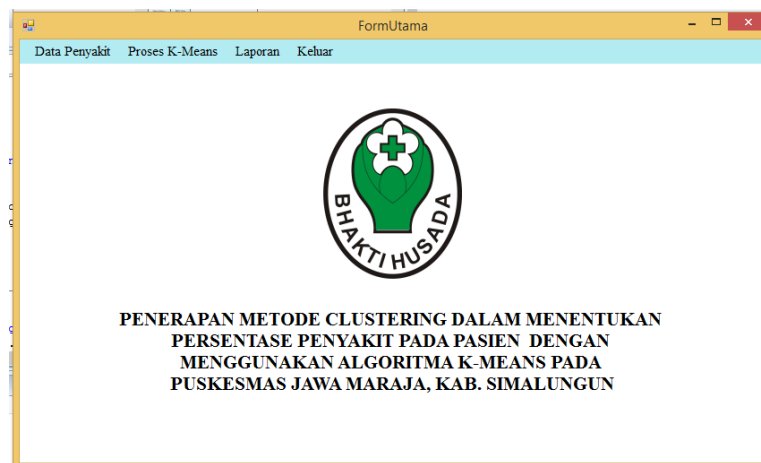 FormUtama
Data Penyakit Proses K-Means Laporan Keluar
BHAKTI HUSADA
PENERAPAN METODE CLUSTERING DALAM MENENTUKAN
PERSENTASE PENYAKIT PADA PASIEN DENGAN
MENGGUNAKAN ALGORITMA K-MEANS PADA
PUSKESMAS JAWA MARAJA, KAB. SIMALUNGUN